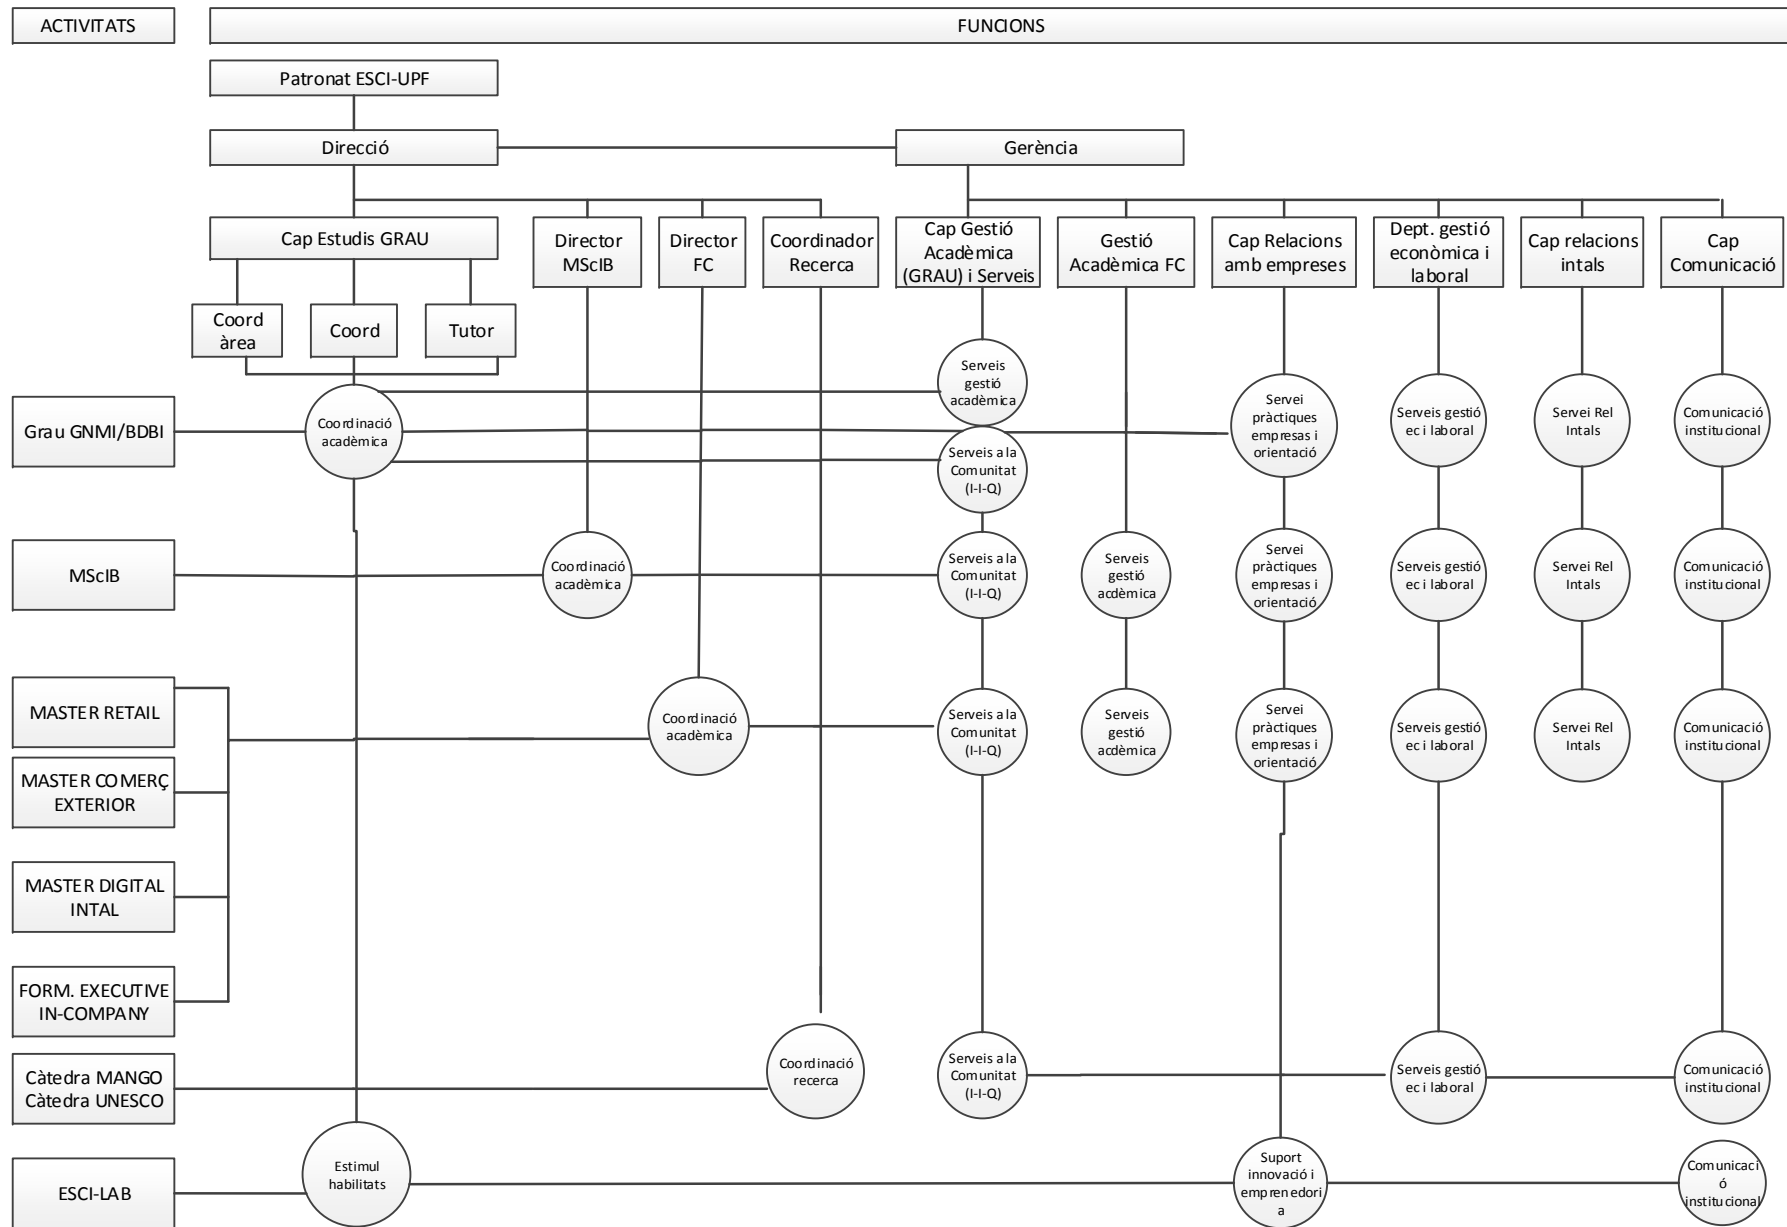 ACTIVITATS
FUNCIONS
Patronat ESCI-UPF
Direcció
Gerència
Cap Estudis GRAU
Director
MScIB
Director
FC
Coordinador
Recerca
Cap Gestió
Acadèmica
(GRAU) i Serveis
Gestió
Acadèmica FC
Cap Relacions
amb empreses
Dept. gestió
econòmica i
laboral
Cap relacions
intals
Cap
Comunicació
Coord
àrea
Coord
Tutor
Serveis
gestió
acadèmica
Grau GNMI/BDBI
Coordinació
acadèmica
Serveis a la
Comunitat
(I-I-Q)
Servei
pràctiques
empresas i
orientació
Serveis gestió
ec i laboral
Servei Rel
Intals
Comunicació
institucional
MScIB
Coordinació
acadèmica
Serveis a la
Comunitat
(I-I-Q)
Serveis
gestió
acdèmica
Servei
pràctiques
empresas i
orientació
Serveis gestió
ec i laboral
Servei Rel
Intals
Comunicació
institucional
MASTER RETAIL
Coordinació
acadèmica
Serveis a la
Comunitat
(I-I-Q)
Serveis
gestió
acdèmica
Servei
pràctiques
empresas i
orientació
Serveis gestió
ec i laboral
Servei Rel
Intals
Comunicació
institucional
MASTER COMERÇ
EXTERIOR
MASTER DIGITAL
INTAL
FORM. EXECUTIVE
IN-COMPANY
Càtedra MANGO
Càtedra UNESCO
Coordinació
recerca
Serveis a la
Comunitat
(I-I-Q)
Serveis gestió
ec i laboral
Comunicació
institucional
ESCI-LAB
Estimul
habilitats
Suport
innovació i
emprenedori
a
Comunicaci
ó
institucional